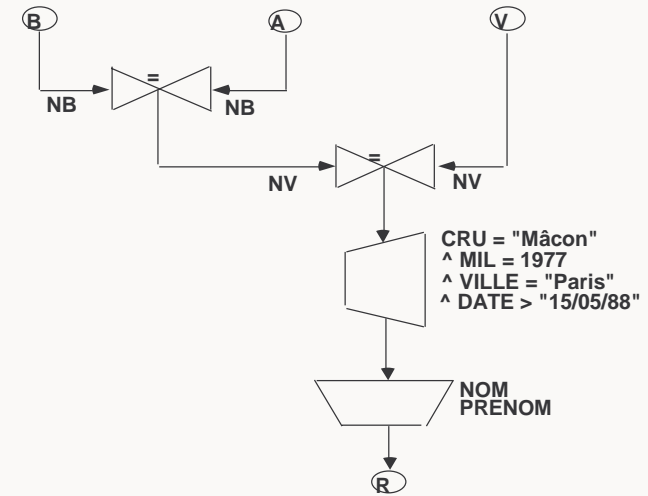 B
A
V
=
NB
NB
=
NV
NV
CRU = "Mâcon"
^ MIL = 1977
^ VILLE = "Paris"
^ DATE > "15/05/88"
NOM
PRENOM
R